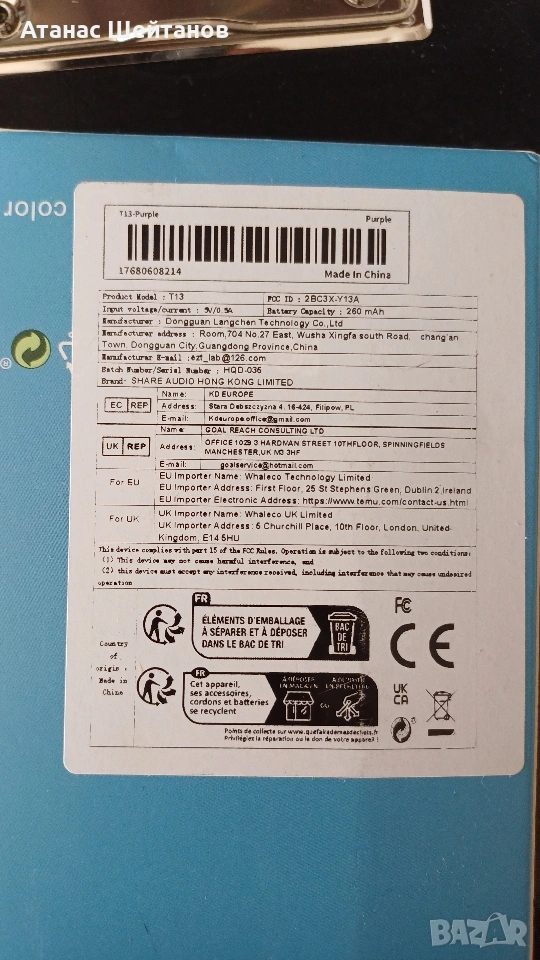 Атанас Шейтанов
color
T13-Purple
Purple
17680608214
Made In China
Product Model : T13
FCC ID : 2BC3X-Y13A
Input voltage/current : 5V/0.5A
Battery Capacity : 260 mAh
Manufacturer : Dongguan Langchen Technology Co.,Ltd
Manufacturer address : Room,704 No.27 East, Wusha Xingfa south Road, chang'an
Town, Dongguan City,Guangdong Province,China
Manufacturer E-mail :ezt_lab@126.com
Batch Number/Serial Number : HQD-035
Brand: SHARE AUDIO HONG KONG LIMITED
EC REP
Name: KD EUROPE
Address: Stara Debszczyzna 4, 16-424, Filipow, PL
E-mail: Kdeurope.office@gmail.com
UK REP
Name: GOAL REACH CONSULTING LTD
Address: OFFICE 1029 3 HARDMAN STREET 10THFLOOR, SPINNINGFIELDS
MANCHESTER,UK M3 3HF
E-mail: goalservice@hotmail.com
For EU
EU Importer Name: Whaleco Technology Limited
EU Importer Address: First Floor, 25 St Stephens Green, Dublin 2,Ireland
EU Importer Electronic Address: https://www.temu.com/contact-us.html
For UK
UK Importer Name: Whaleco UK Limited
UK Importer Address: 5 Churchill Place, 10th Floor, London, United
Kingdom, E14 5HU
This device complies with part 15 of the FCC Rules. Operation is subject to the following two conditions:
(1) This device may not cause harmful interference, and
(2) this device must accept any interference received, including interference that may cause undesired
operation
Country
of
origin :
Made in
China
FR
ÉLÉMENTS D'EMBALLAGE
À SÉPARER ET À DÉPOSER
DANS LE BAC DE TRI
BAC
DE
TRI
FC
CE
FR
Cet appareil,
ses accessoires,
cordons et batteries
se recyclent
À DÉPOSER
EN MAGASIN
OU
À DÉPOSER
EN DÉCHÈTERIE
UK
CA
Points de collecte sur www.quefairedemesdechets.fr
Privilégiez la réparation ou le don de votre appareil !
BAZAR